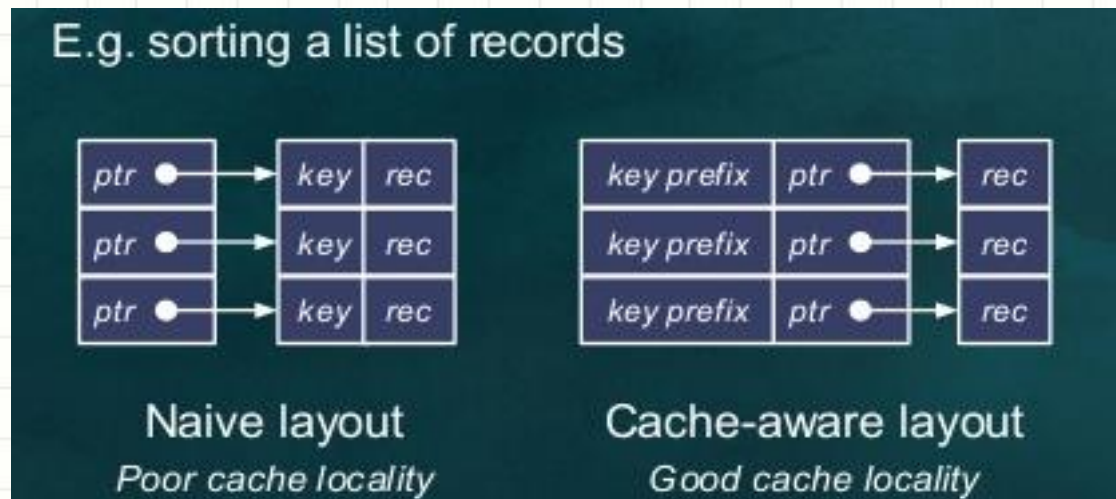 E.g. sorting a list of records
ptr key rec key prefix ptr rec
ptr key rec key prefix ptr rec
ptr key rec key prefix ptr rec
Naive layout Cache-aware layout
Poor cache locality Good cache locality